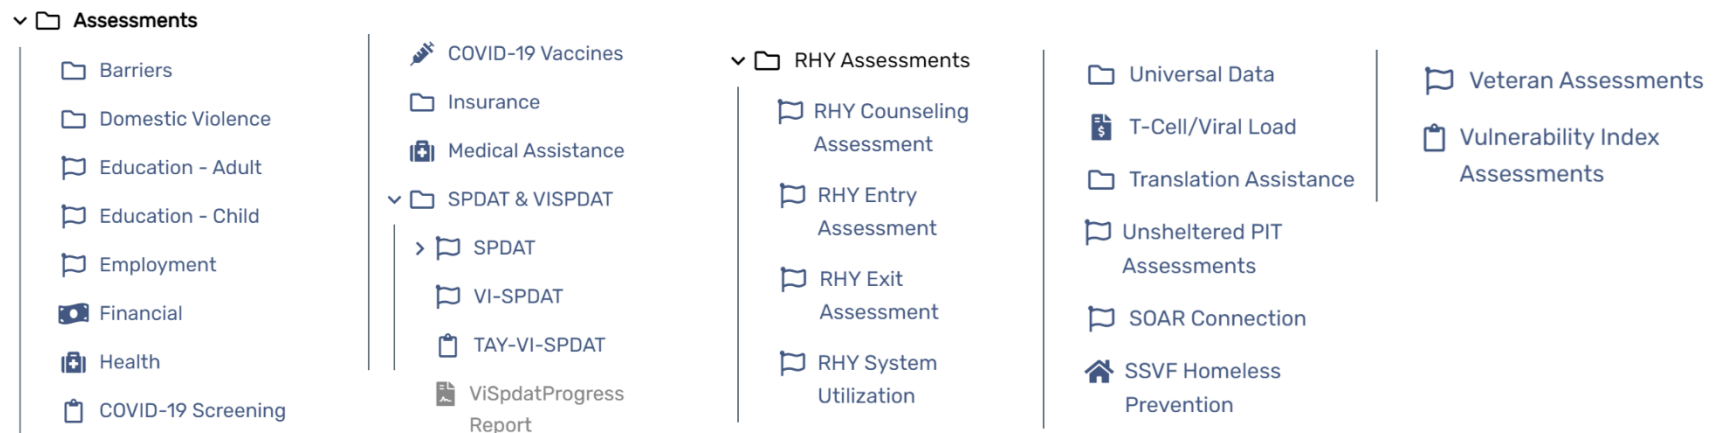 Assessments
Barriers
Domestic Violence
Education - Adult
Education - Child
Employment
Financial
Health
COVID-19 Screening
COVID-19 Vaccines
Insurance
Medical Assistance
SPDAT & VISPDAT
SPDAT
VI-SPDAT
TAY-VI-SPDAT
ViSpdatProgress
Report
RHY Assessments
RHY Counseling
Assessment
RHY Entry
Assessment
RHY Exit
Assessment
RHY System
Utilization
Universal Data
T-Cell/Viral Load
Translation Assistance
Unsheltered PIT
Assessments
SOAR Connection
SSVF Homeless
Prevention
Veteran Assessments
Vulnerability Index
Assessments